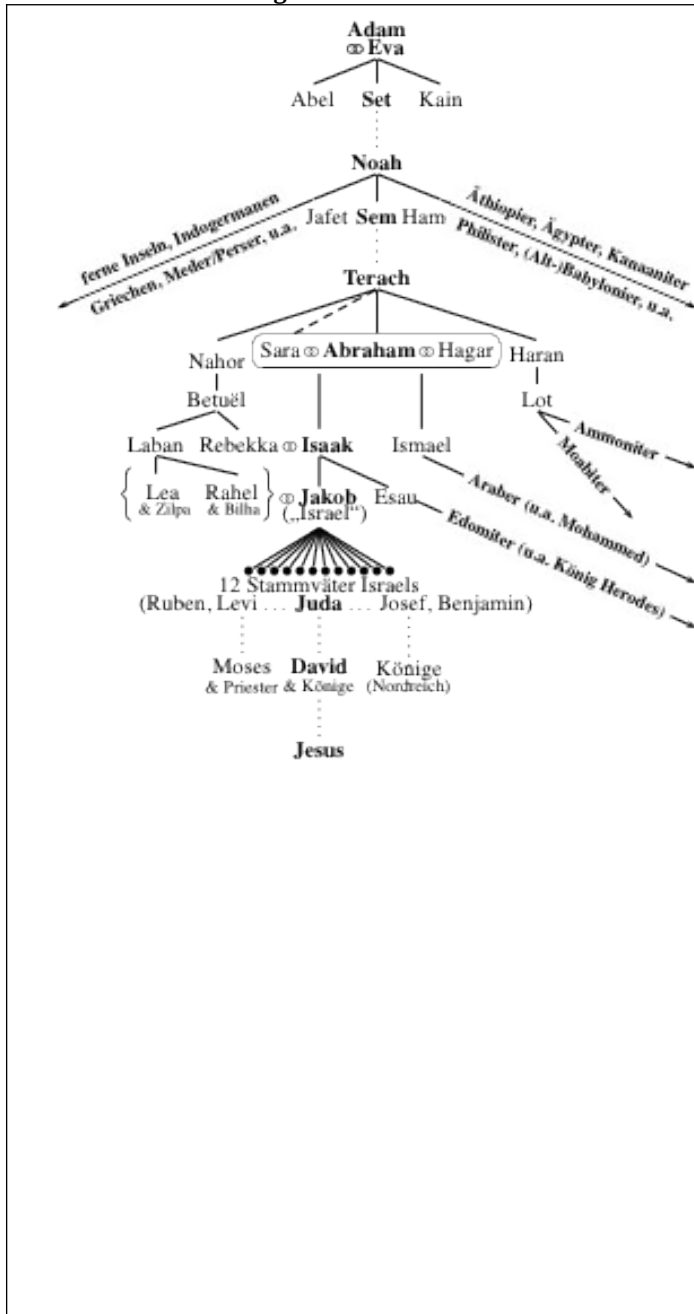 Adam
⚭ Eva
Abel Set Kain
Noah
ferne Inseln, Indogermanen
Griechen, Meder/Perser, u.a.
Jafet Sem Ham
Äthiopier, Ägypter, Kanaaniter
Philister, (Alt-)Babylonier, u.a.
Terach
Nahor
Sara ⚭ Abraham ⚭ Hagar
Haran
Betuël
Lot
Laban Rebekka ⚭ Isaak Ismael
Ammoniter
Moabiter
Lea Rahel
& Zilpa & Bilha
⚭ Jakob Esau
(„Israel“)
Araber (u.a. Mohammed)
Edomiter (u.a. König Herodes)
12 Stammväter Israels
(Ruben, Levi ... Juda ... Josef, Benjamin)
Moses David Könige
& Priester & Könige (Nordreich)
Jesus